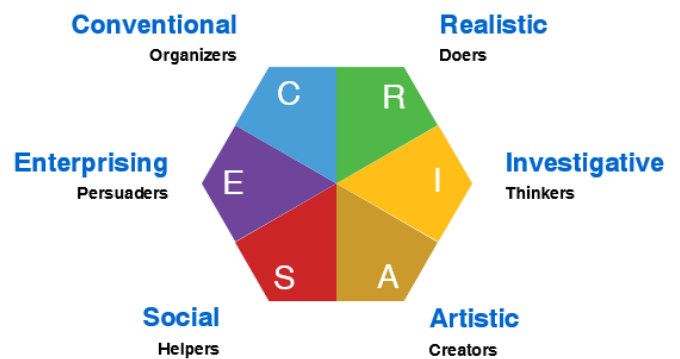 Conventional
Organizers
Realistic
Doers
C
R
Enterprising
Persuaders
E
I
Investigative
Thinkers
S
A
Social
Helpers
Artistic
Creators